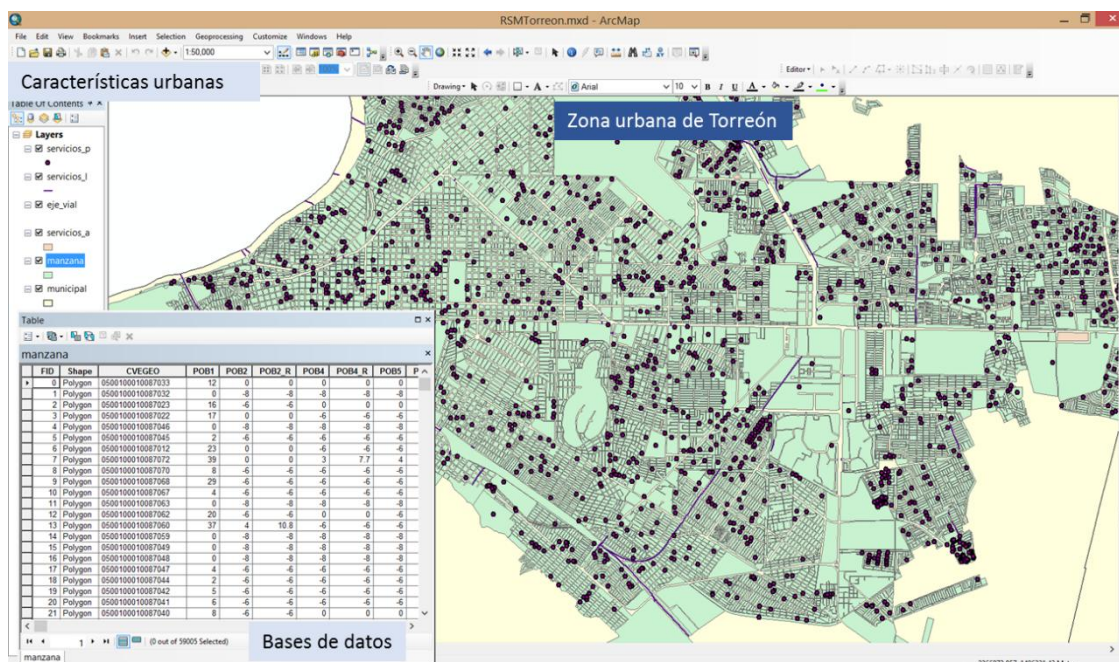 RSMTorreon.mxd - ArcMap
File Edit View Bookmarks Insert Selection Geoprocessing Customize Windows Help
1:50,000
100%
Características urbanas
Editor
Drawing Arial 10 B I U A
Table Of Contents
Zona urbana de Torreón
Layers
servicios_p
servicios_l
eje_vial
servicios_a
manzana
municipal
Table
manzana
FID Shape CVEGEO POB1 POB2 POB2_R POB4 POB4_R POB5 P
0 Polygon 0500100010087033 12 0 0 0 0 0
1 Polygon 0500100010087032 0 -8 -8 -8 -8 -8
2 Polygon 0500100010087023 16 -6 -6 0 0 0
3 Polygon 0500100010087022 17 0 0 -6 -6 -6
4 Polygon 0500100010087046 0 -8 -8 -8 -8 -8
5 Polygon 0500100010087045 2 -6 -6 -6 -6 -6
6 Polygon 0500100010087012 23 0 0 -6 -6 -6
7 Polygon 0500100010087072 39 0 0 3 7.7 4
8 Polygon 0500100010087070 8 -6 -6 -6 -6 -6
9 Polygon 0500100010087068 29 -6 -6 -6 -6 -6
10 Polygon 0500100010087067 4 -6 -6 -6 -6 -6
11 Polygon 0500100010087063 0 -8 -8 -8 -8 -8
12 Polygon 0500100010087062 20 -6 -6 0 0 -6
13 Polygon 0500100010087060 37 4 10.8 -6 -6 -6
14 Polygon 0500100010087059 0 -8 -8 -8 -8 -8
15 Polygon 0500100010087049 0 -8 -8 -8 -8 -8
16 Polygon 0500100010087048 0 -8 -8 -8 -8 -8
17 Polygon 0500100010087047 4 -6 -6 -6 -6 -6
18 Polygon 0500100010087044 2 -6 -6 -6 -6 -6
19 Polygon 0500100010087042 5 -6 -6 -6 -6 -6
20 Polygon 0500100010087041 6 -6 -6 -6 -6 -6
21 Polygon 0500100010087040 8 -6 -6 0 0 -6
1 (0 out of 59005 Selected)
Bases de datos
manzana